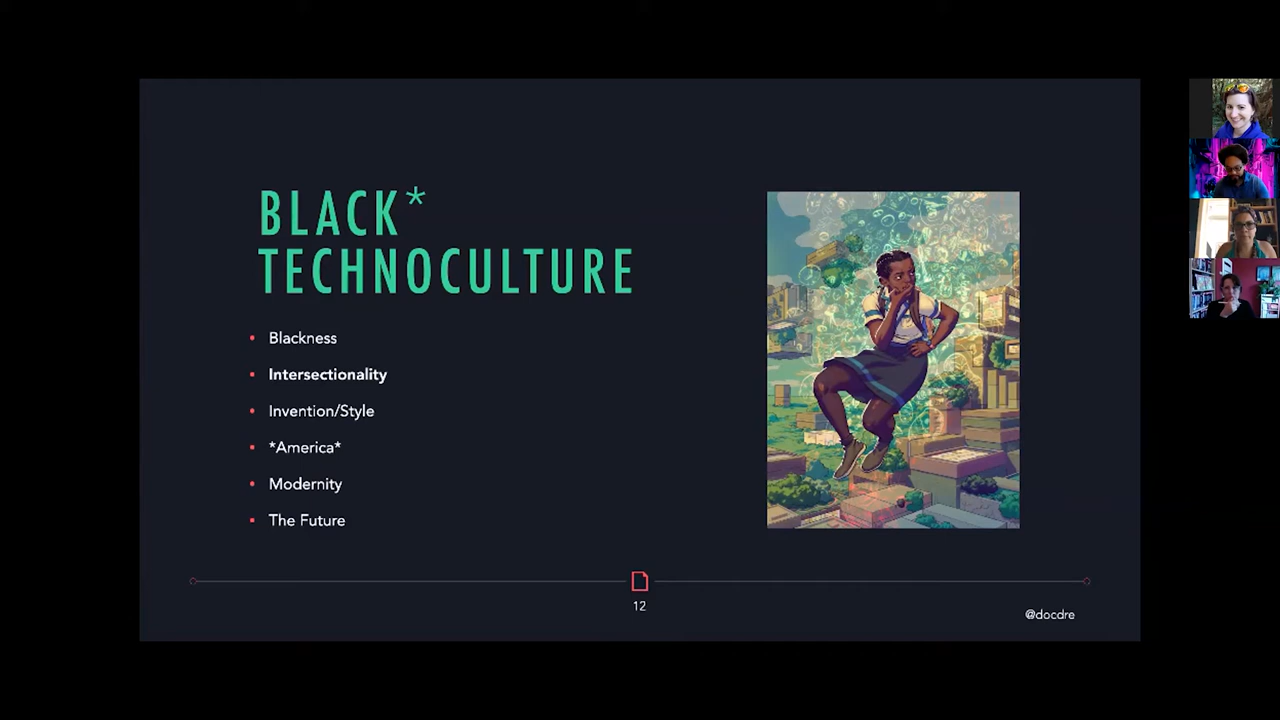 BLACK*
TECHNOCULTURE
Blackness
Intersectionality
Invention/Style
*America*
Modernity
The Future
12
@docdre